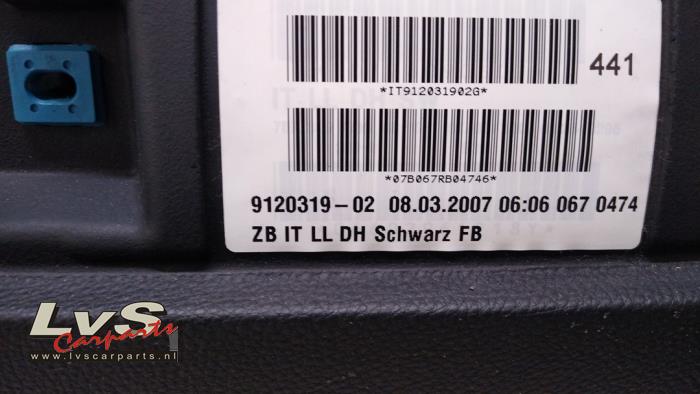 441
*IT912031902G*
*07B067RB04746*
9120319-02 08.03.2007 06:06 067 0474
ZB IT LL DH Schwarz FB
LvS
Carparts
www.lvscarparts.nl